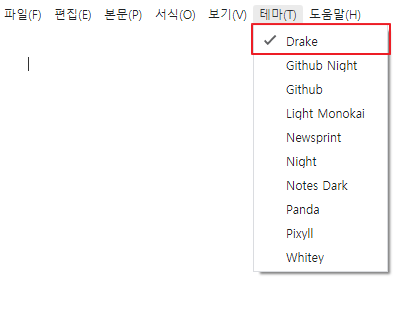 파일(F) 편집(E) 본문(P) 서식(O) 보기(V) 테마(T) 도움말(H)
Drake
Github Night
Github
Light Monokai
Newsprint
Night
Notes Dark
Panda
Pixyll
Whitey